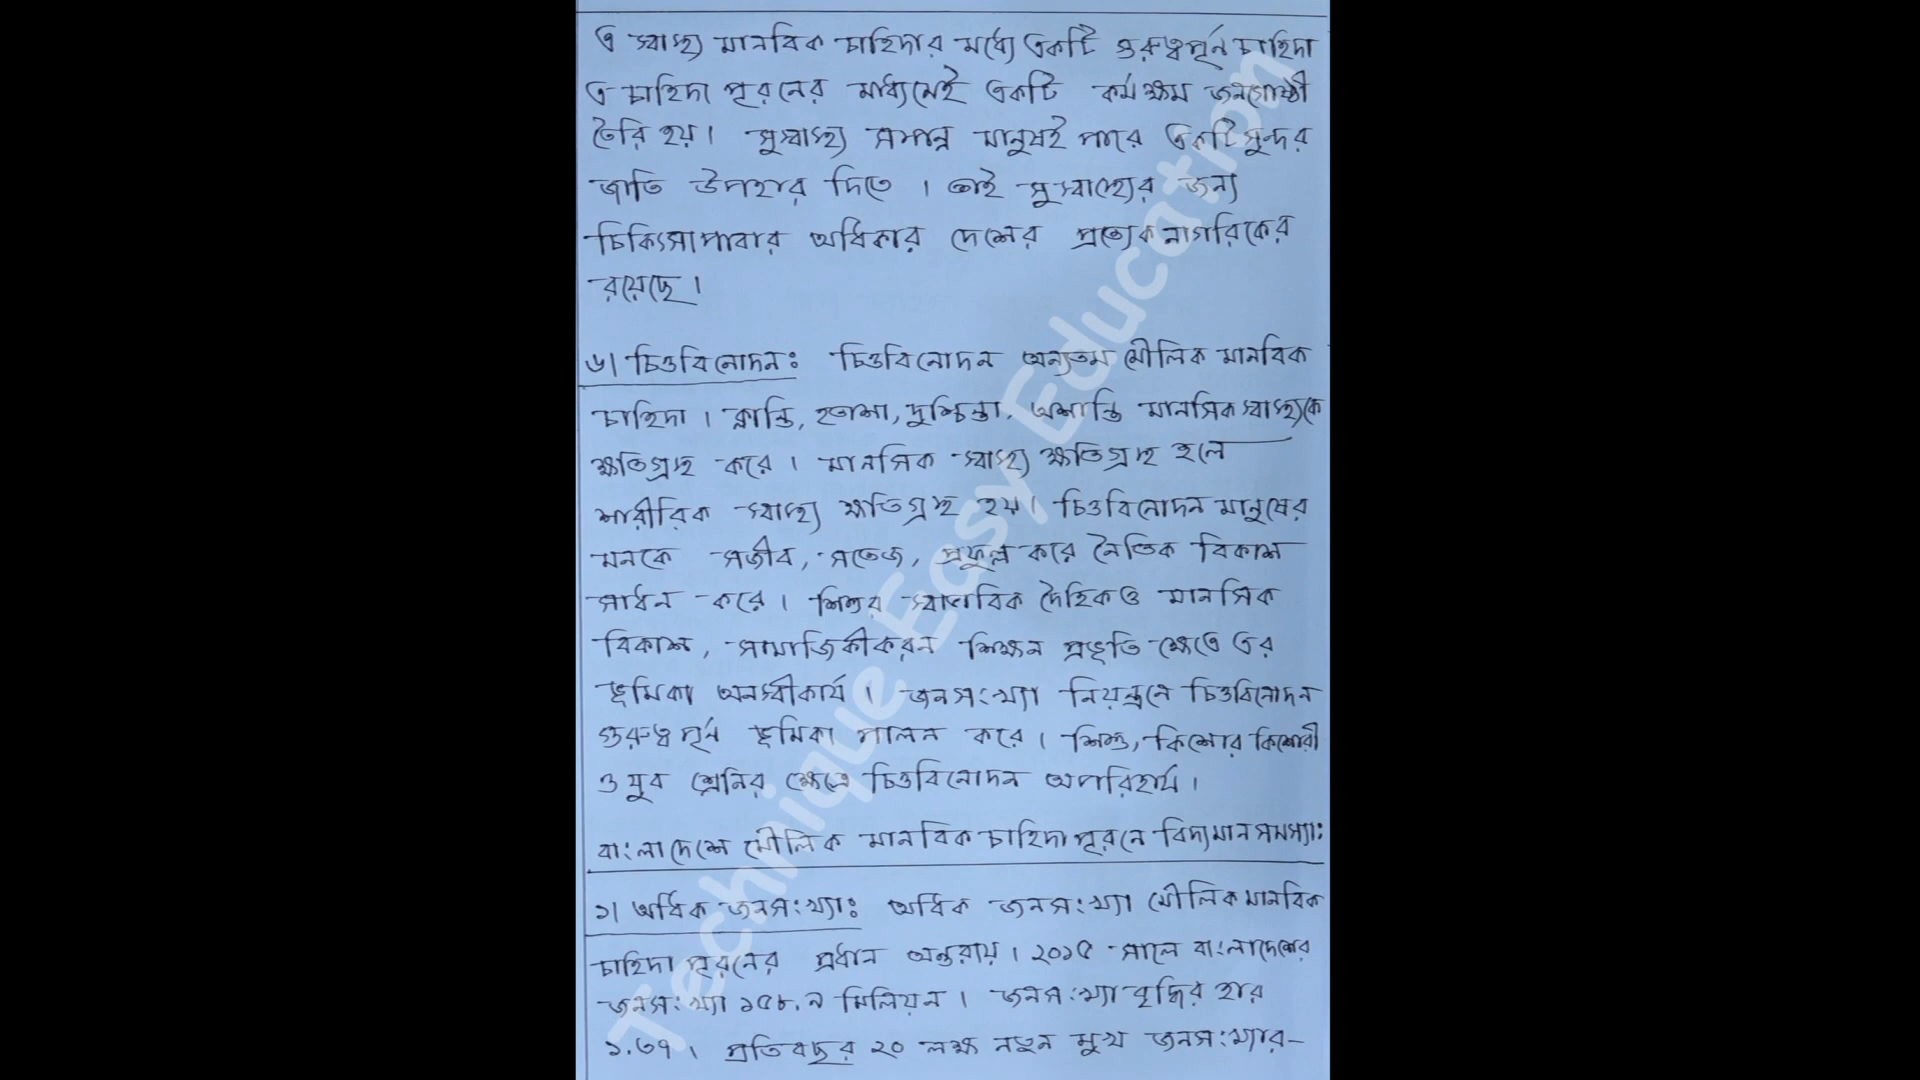 ও স্বাস্থ্য মানবিক চাহিদার মধ্যে একটি গুরুত্বপূর্ন চাহিদা
এ চাহিদা পূরনের মাধ্যমেই একটি কর্মক্ষম জনগোষ্ঠী
তৈরি হয়। সুস্বাস্থ্য সম্পন্ন মানুষই পারে একটি সুন্দর
জাতি উপহার দিতে । তাই সুস্বাস্থ্যের জন্য
চিকিৎসা পাবার অধিকার দেশের প্রত্যেক নাগরিকের
রয়েছে।
৬। চিত্তবিনোদনঃ চিত্তবিনোদন অন্যতম মৌলিক মানবিক
চাহিদা । ক্লান্তি, হতাশা, দুশ্চিন্তা, অশান্তি মানসিক স্বাস্থ্যকে
ক্ষতিগ্রস্থ করে । মানসিক স্বাস্থ্য ক্ষতিগ্রস্থ হলে
শারীরিক স্বাস্থ্য ক্ষতিগ্রস্থ হয়। চিত্তবিনোদন মানুষের
মনকে সজীব, সতেজ, প্রফুল্ল করে নৈতিক বিকাশ
সাধন করে । শিশুর স্বাভাবিক দৈহিক ও মানসিক
বিকাশ, সামাজিকীকরন শিক্ষন প্রভৃতি ক্ষেত্রে এর
ভূমিকা অনস্বীকার্য । জনসংখ্যা নিয়ন্ত্রনে চিত্তবিনোদন
গুরুত্বপূর্ন ভূমিকা পালন করে । শিশু, কিশোর কিশোরী
ও যুব শ্রেনির ক্ষেত্রে চিত্তবিনোদন অপরিহার্য ।
বাংলাদেশে মৌলিক মানবিক চাহিদা পূরনে বিদ্যমান সমস্যাঃ
১। অধিক জনসংখ্যাঃ অধিক জনসংখ্যা মৌলিক মানবিক
চাহিদা পূরনের প্রধান অন্তরায় । ২০১৫ সালে বাংলাদেশের
জনসংখ্যা ১৫৮.৯ মিলিয়ন । জনসংখ্যা বৃদ্ধির হার
১.৩৭ । প্রতিবছর ২০ লক্ষ নতুন মুখ জনসংখ্যার-
Technique Easy Education